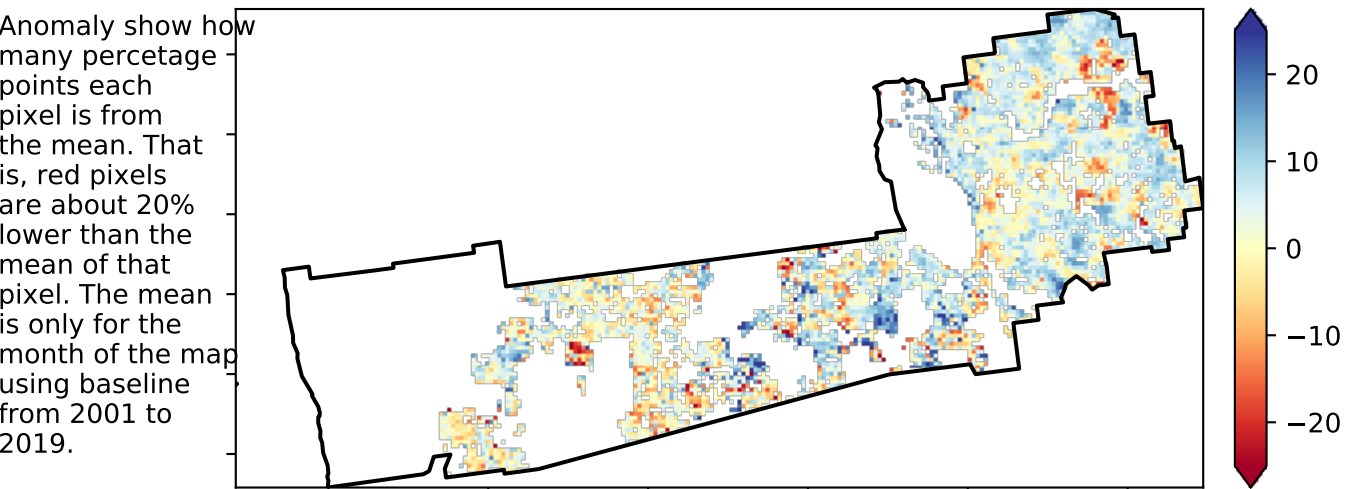 Anomaly show how
many percetage
points each
pixel is from
the mean. That
is, red pixels
are about 20%
lower than the
mean of that
pixel. The mean
is only for the
month of the map
using baseline
from 2001 to
2019.
20
10
0
−10
−20